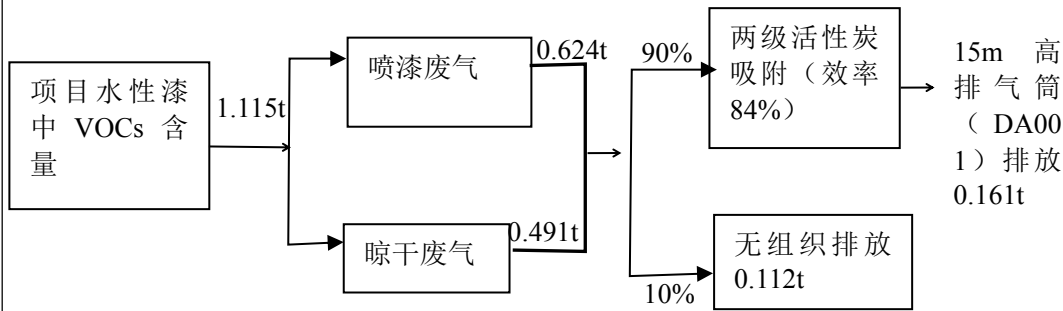 项目水性漆
中 VOCs 含
量
1.115t
喷漆废气
0.624t
晾干废气
0.491t
90%
两级活性炭
吸附（效率
84%）
15m 高
排气筒
（DA00
1）排放
0.161t
无组织排放
0.112t
10%